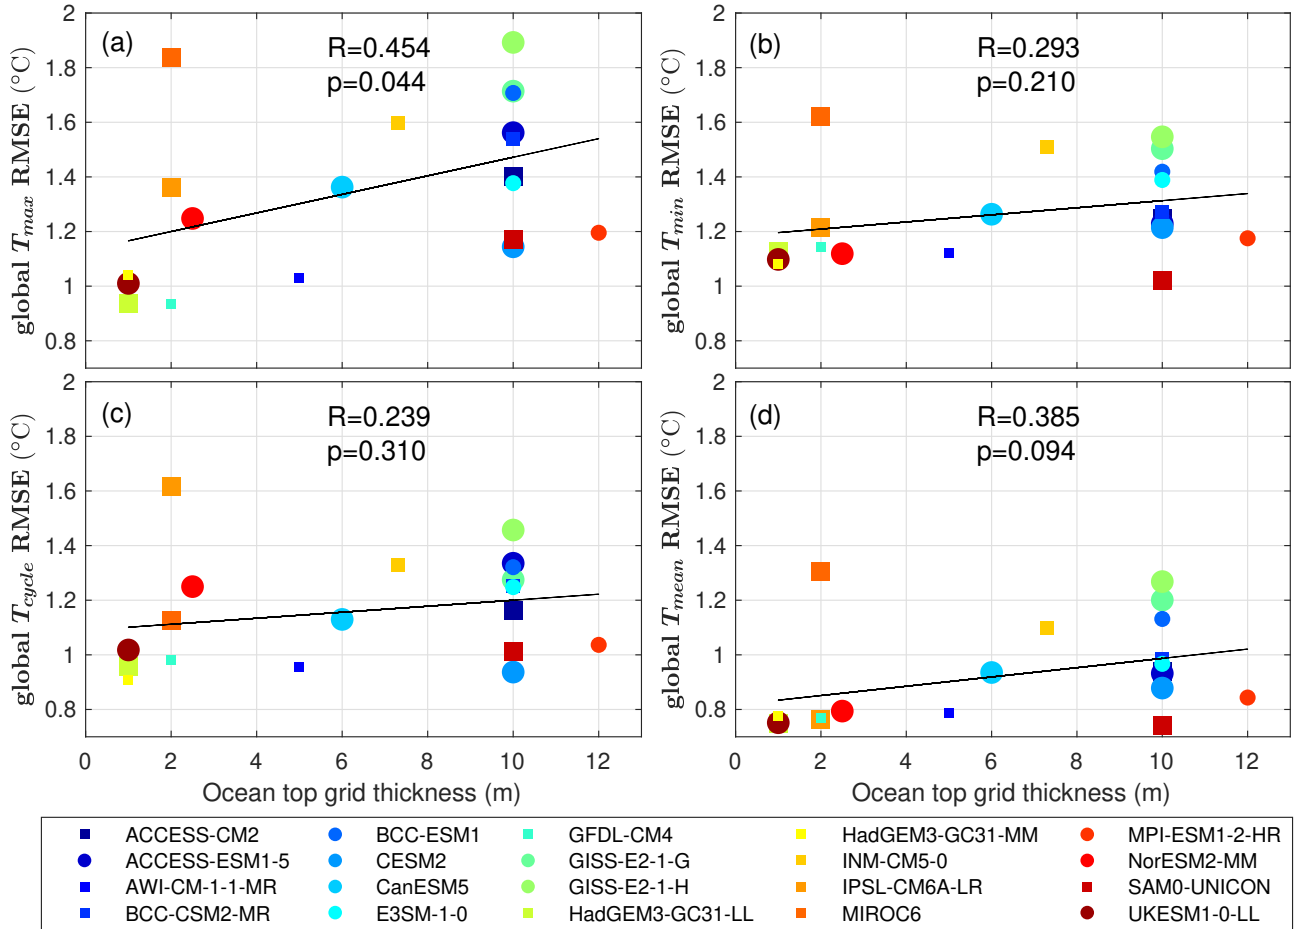 (a) R=0.454
p=0.044
global T_max RMSE (°C)
2
1.8
1.6
1.4
1.2
1
0.8
(b) R=0.293
p=0.210
global T_min RMSE (°C)
2
1.8
1.6
1.4
1.2
1
0.8
(c) R=0.239
p=0.310
global T_cycle RMSE (°C)
2
1.8
1.6
1.4
1.2
1
0.8
0 2 4 6 8 10 12
Ocean top grid thickness (m)
(d) R=0.385
p=0.094
global T_mean RMSE (°C)
2
1.8
1.6
1.4
1.2
1
0.8
0 2 4 6 8 10 12
Ocean top grid thickness (m)
ACCESS-CM2
ACCESS-ESM1-5
AWI-CM-1-1-MR
BCC-CSM2-MR
BCC-ESM1
CESM2
CanESM5
E3SM-1-0
GFDL-CM4
GISS-E2-1-G
GISS-E2-1-H
HadGEM3-GC31-LL
HadGEM3-GC31-MM
INM-CM5-0
IPSL-CM6A-LR
MIROC6
MPI-ESM1-2-HR
NorESM2-MM
SAM0-UNICON
UKESM1-0-LL